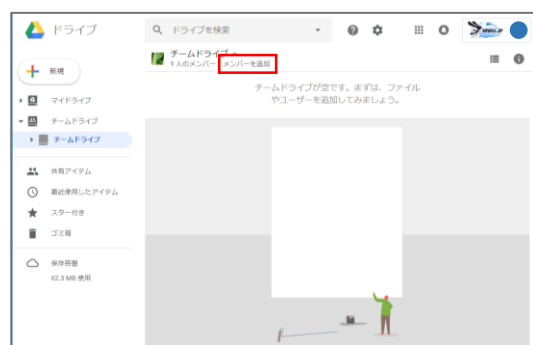 ドライブ
ドライブを検索
チームドライブ
1 人のメンバー メンバーを追加
新規
マイドライブ
チームドライブ
チームドライブ
共有アイテム
最近使用したアイテム
スター付き
ゴミ箱
保存容量
62.3 MB 使用
チームドライブが空です。まずは、ファイル
やユーザーを追加してみましょう。